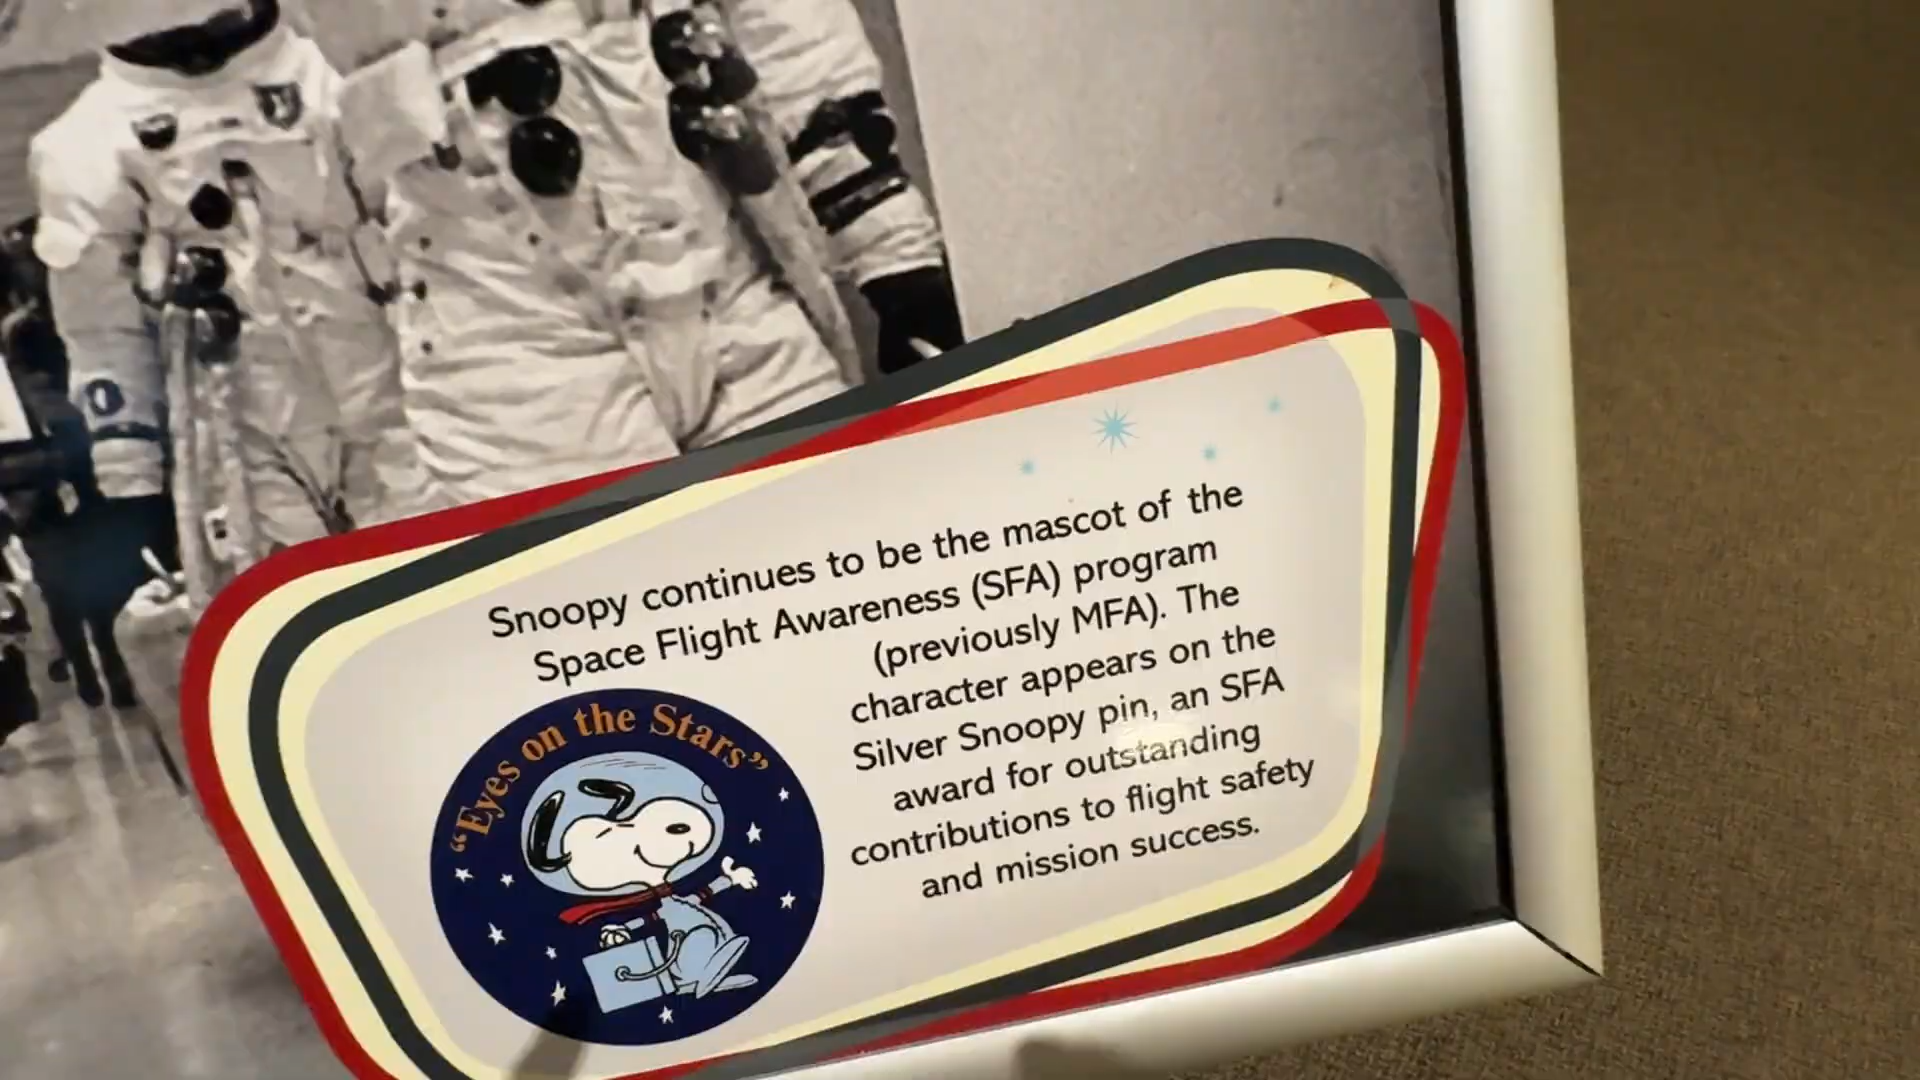 Snoopy continues to be the mascot of the
Space Flight Awareness (SFA) program
(previously MFA). The
character appears on the
Silver Snoopy pin, an SFA
award for outstanding
contributions to flight safety
and mission success.
“Eyes on the Stars”